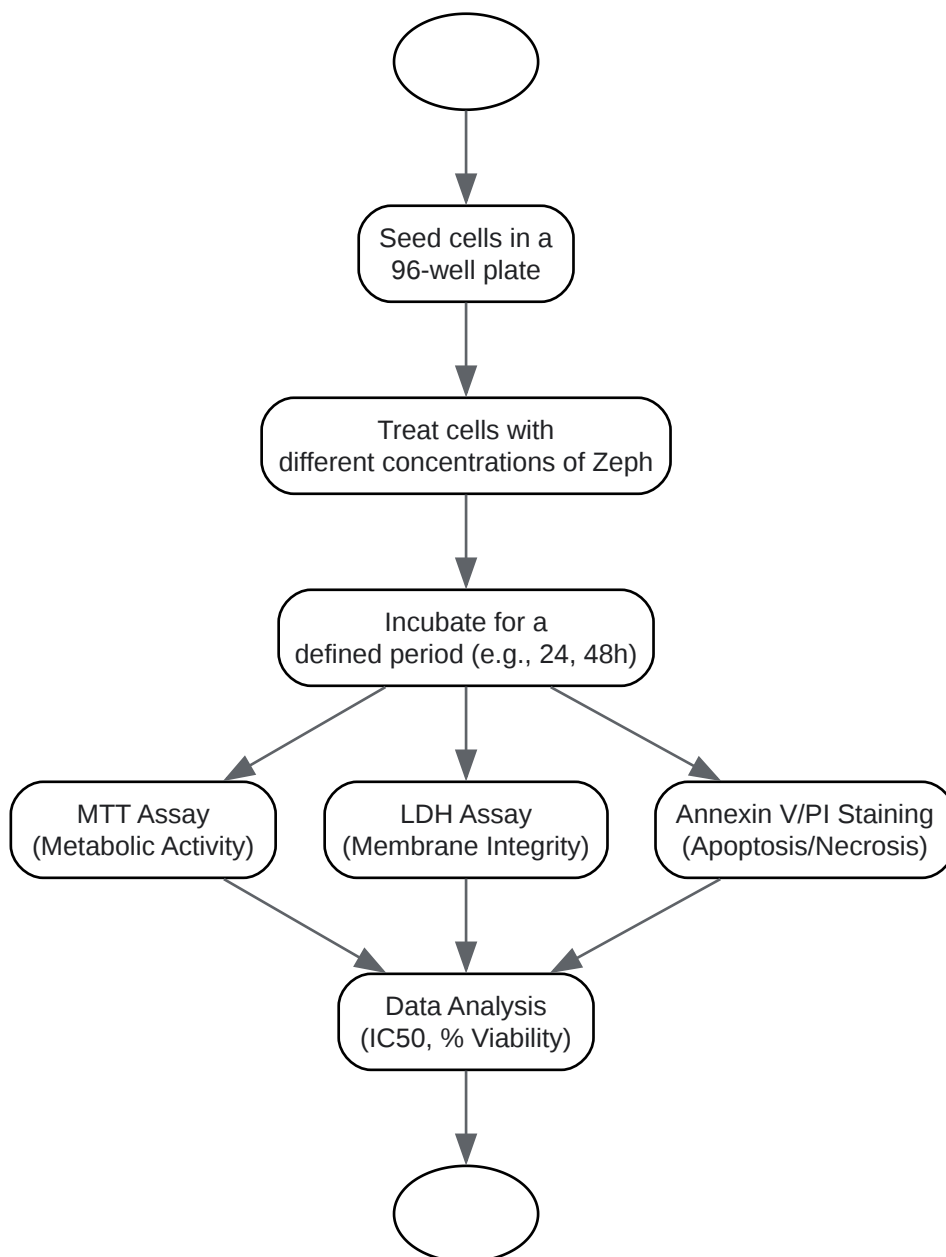 Seed cells in a
96-well plate
Treat cells with
different concentrations of Zeph
Incubate for a
defined period (e.g., 24, 48h)
MTT Assay
(Metabolic Activity)
LDH Assay
(Membrane Integrity)
Annexin V/PI Staining
(Apoptosis/Necrosis)
Data Analysis
(IC50, % Viability)